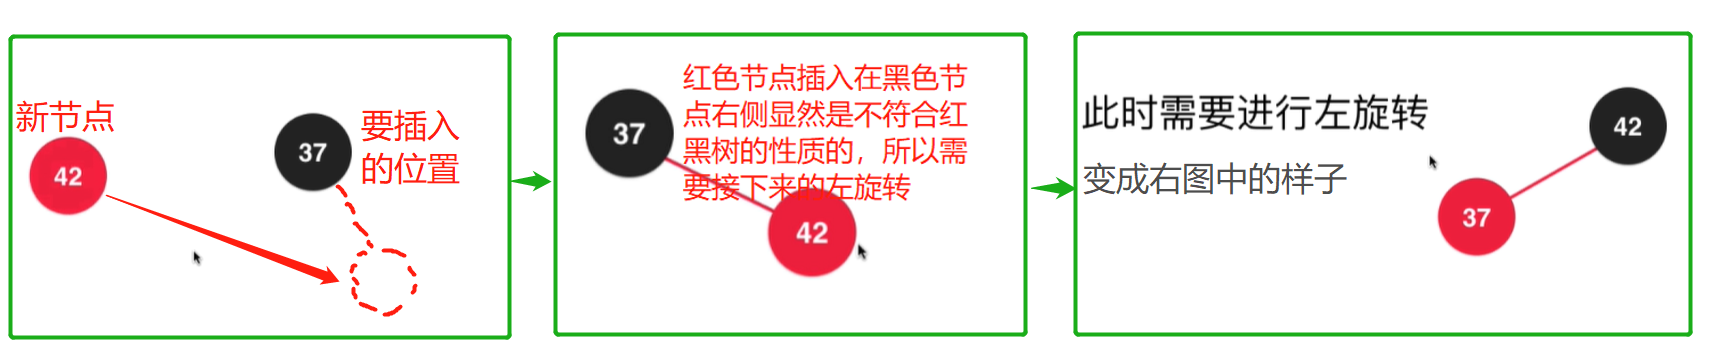 新节点
42
37
要插入
的位置
37
红色节点插入在黑色节
点右侧显然是不符合红
黑树的性质的，所以需
要接下来的左旋转
42
此时需要进行左旋转
变成右图中的样子
42
37